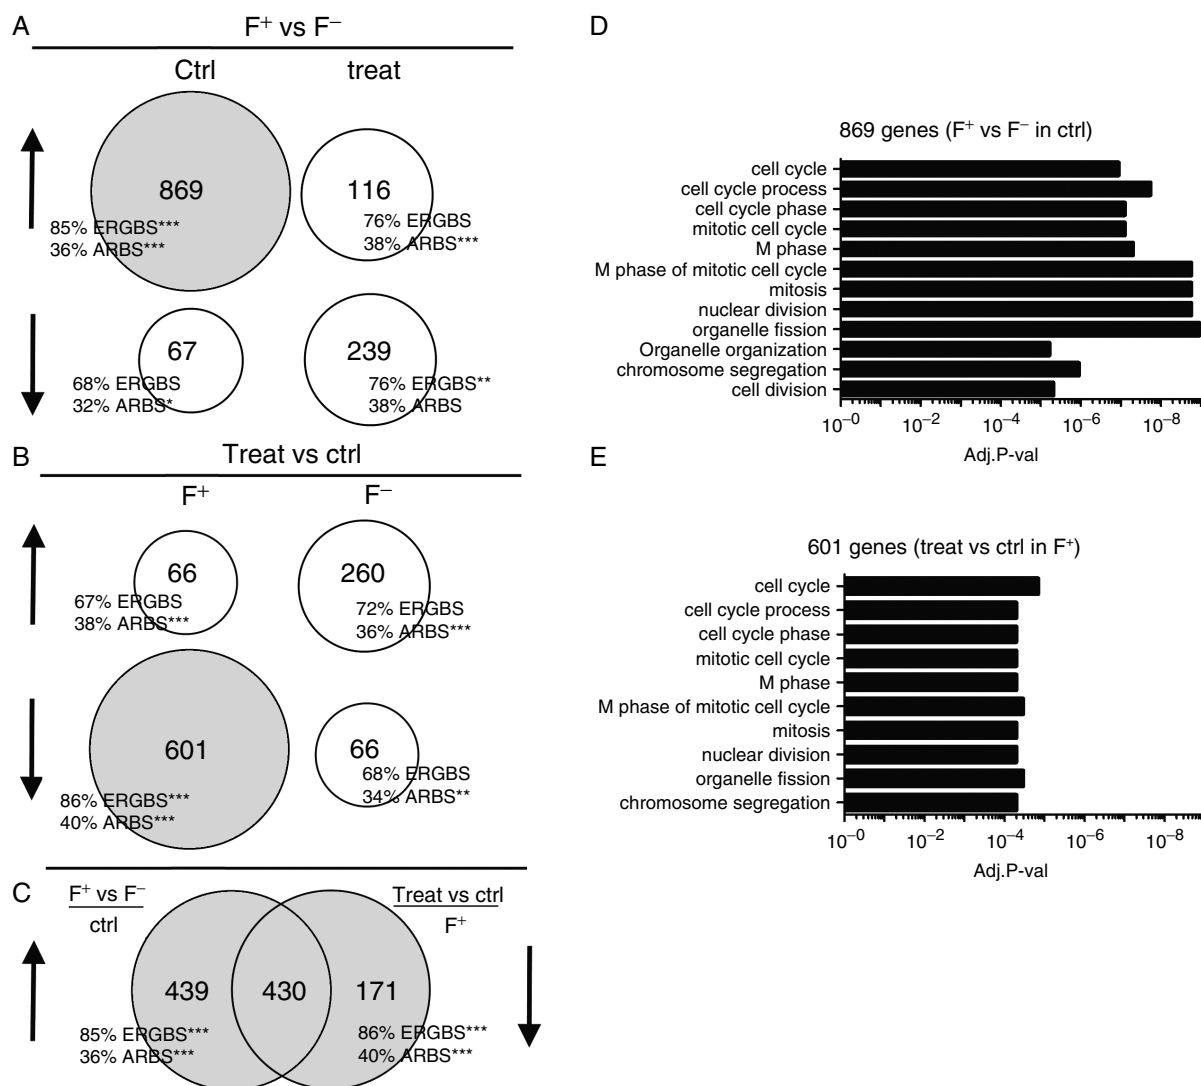 A
F⁺ vs F⁻
Ctrl treat
869
85% ERGBS***
36% ARBS***
116
76% ERGBS
38% ARBS***
67
68% ERGBS
32% ARBS*
239
76% ERGBS**
38% ARBS
B
Treat vs ctrl
F⁺ F⁻
66
67% ERGBS
38% ARBS***
260
72% ERGBS
36% ARBS***
601
86% ERGBS***
40% ARBS***
66
68% ERGBS
34% ARBS**
C
F⁺ vs F⁻
ctrl
Treat vs ctrl
F⁺
439 430 171
85% ERGBS***
36% ARBS***
86% ERGBS***
40% ARBS***
D
869 genes (F⁺ vs F⁻ in ctrl)
cell cycle
cell cycle process
cell cycle phase
mitotic cell cycle
M phase
M phase of mitotic cell cycle
mitosis
nuclear division
organelle fission
Organelle organization
chromosome segregation
cell division
10⁻⁰ 10⁻² 10⁻⁴ 10⁻⁶ 10⁻⁸
Adj.P-val
E
601 genes (treat vs ctrl in F⁺)
cell cycle
cell cycle process
cell cycle phase
mitotic cell cycle
M phase
M phase of mitotic cell cycle
mitosis
nuclear division
organelle fission
chromosome segregation
10⁻⁰ 10⁻² 10⁻⁴ 10⁻⁶ 10⁻⁸
Adj.P-val